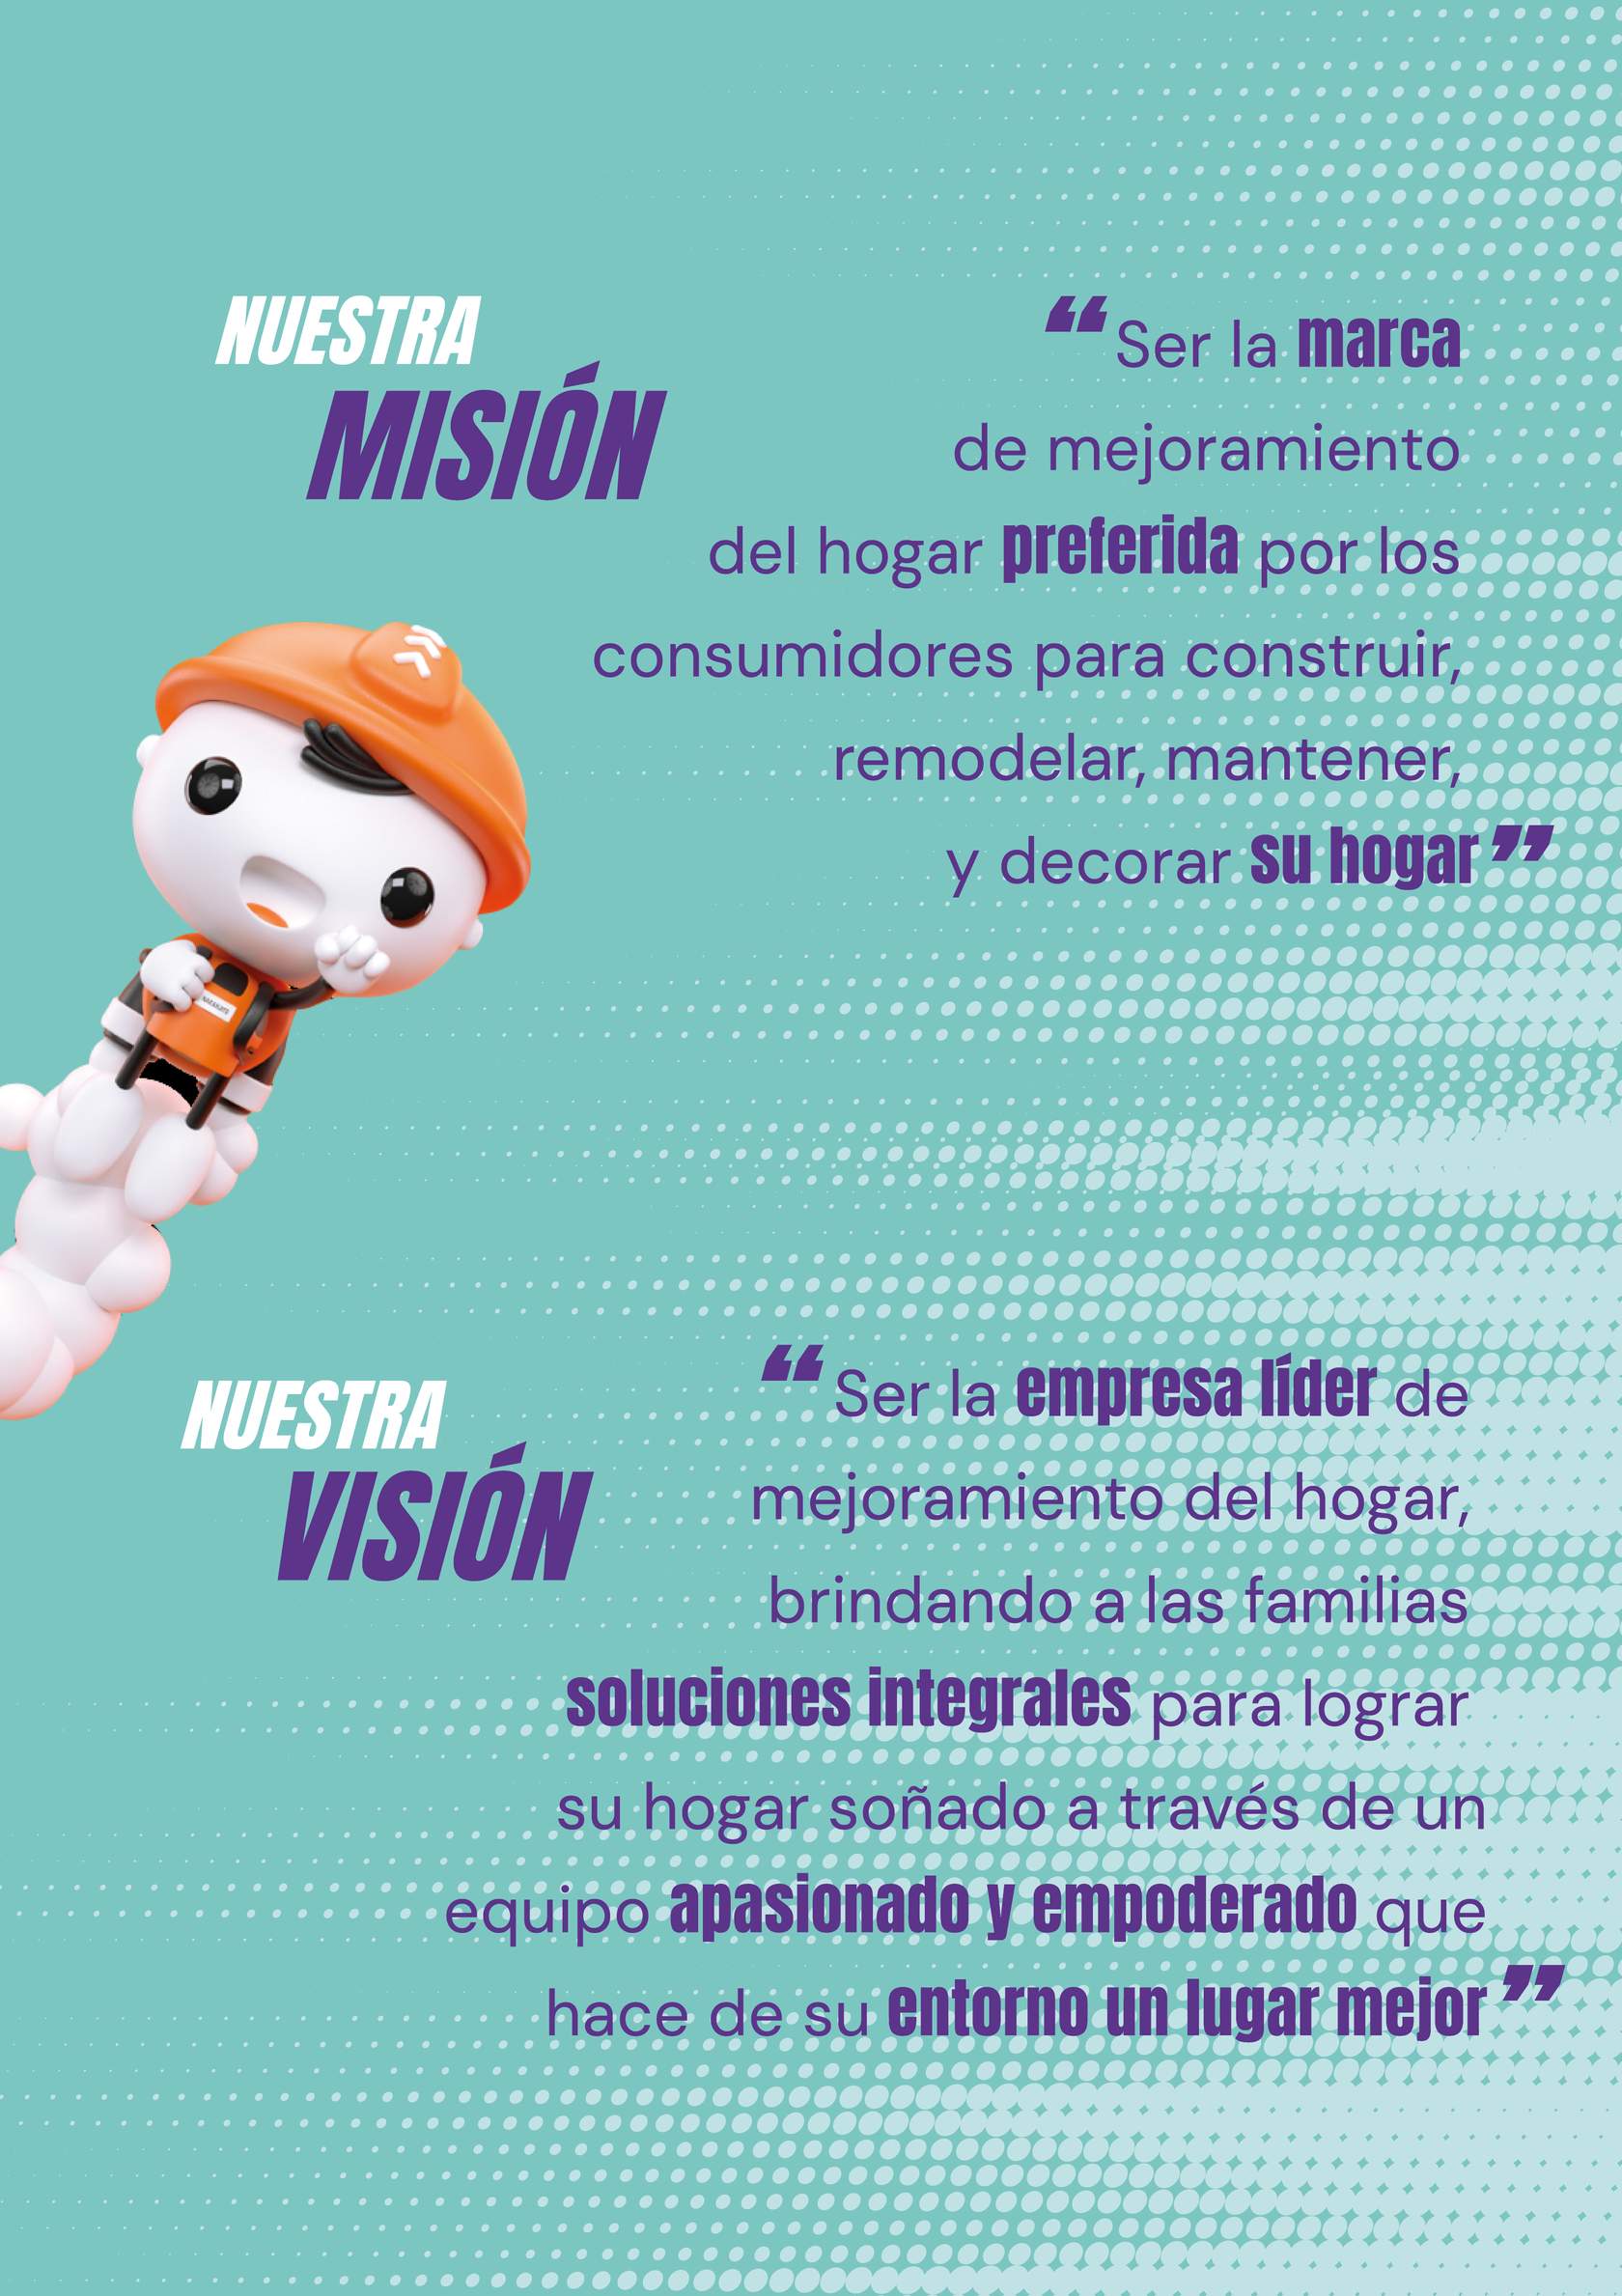 NUESTRA
MISIÓN
“Ser la marca
de mejoramiento
del hogar preferida por los
consumidores para construir,
remodelar, mantener,
y decorar su hogar”
NUESTRA
VISIÓN
“Ser la empresa líder de
mejoramiento del hogar,
brindando a las familias
soluciones integrales para lograr
su hogar soñado a través de un
equipo apasionado y empoderado que
hace de su entorno un lugar mejor”